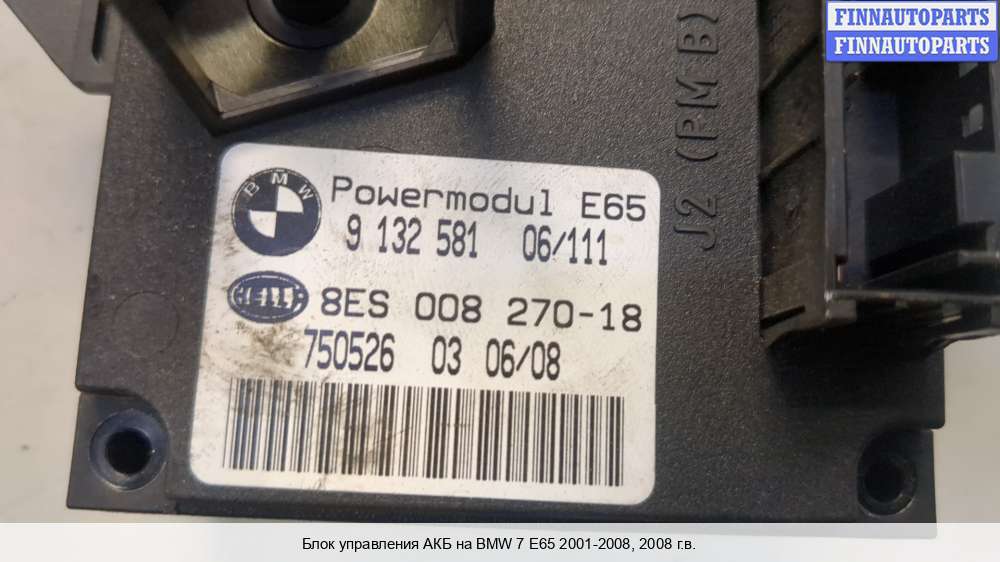 FINNAUTOPARTS
FINNAUTOPARTS
J2 (PM B)
BMW
Powermodul E65
9 132 581 06/111
HELLA
8ES 008 270-18
750526 03 06/08
Блок управления АКБ на BMW 7 E65 2001-2008, 2008 г.в.